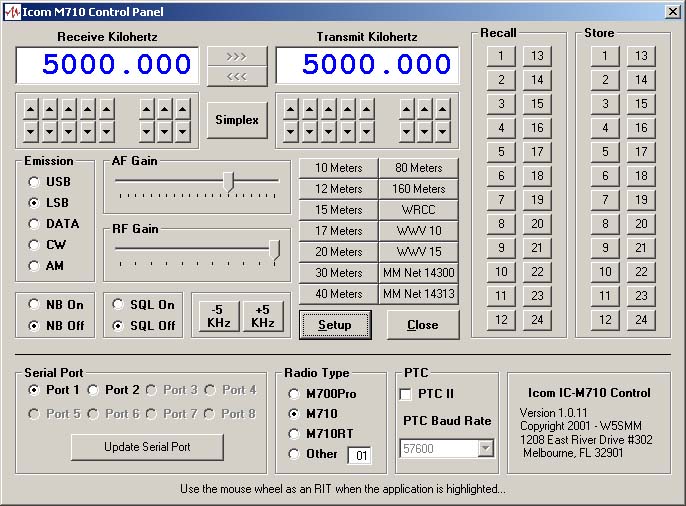 Icom M710 Control Panel
Receive Kilohertz
5000.000
>>>
<<<
Transmit Kilohertz
5000.000
Simplex
Recall
1 13
2 14
3 15
4 16
5 17
6 18
7 19
8 20
9 21
10 22
11 23
12 24
Store
1 13
2 14
3 15
4 16
5 17
6 18
7 19
8 20
9 21
10 22
11 23
12 24
Emission
USB
LSB
DATA
CW
AM
AF Gain
RF Gain
10 Meters 80 Meters
12 Meters 160 Meters
15 Meters WRCC
17 Meters WWV 10
20 Meters WWV 15
30 Meters MM Net 14300
40 Meters MM Net 14313
NB On
NB Off
SQL On
SQL Off
-5 KHz
+5 KHz
Setup
Close
Serial Port
Port 1 Port 2 Port 3 Port 4
Port 5 Port 6 Port 7 Port 8
Update Serial Port
Radio Type
M700Pro
M710
M710RT
Other 01
PTC
PTC II
PTC Baud Rate
57600
Icom IC-M710 Control
Version 1.0.11
Copyright 2001 - W5SMM
1208 East River Drive #302
Melbourne, FL 32901
Use the mouse wheel as an RIT when the application is highlighted...